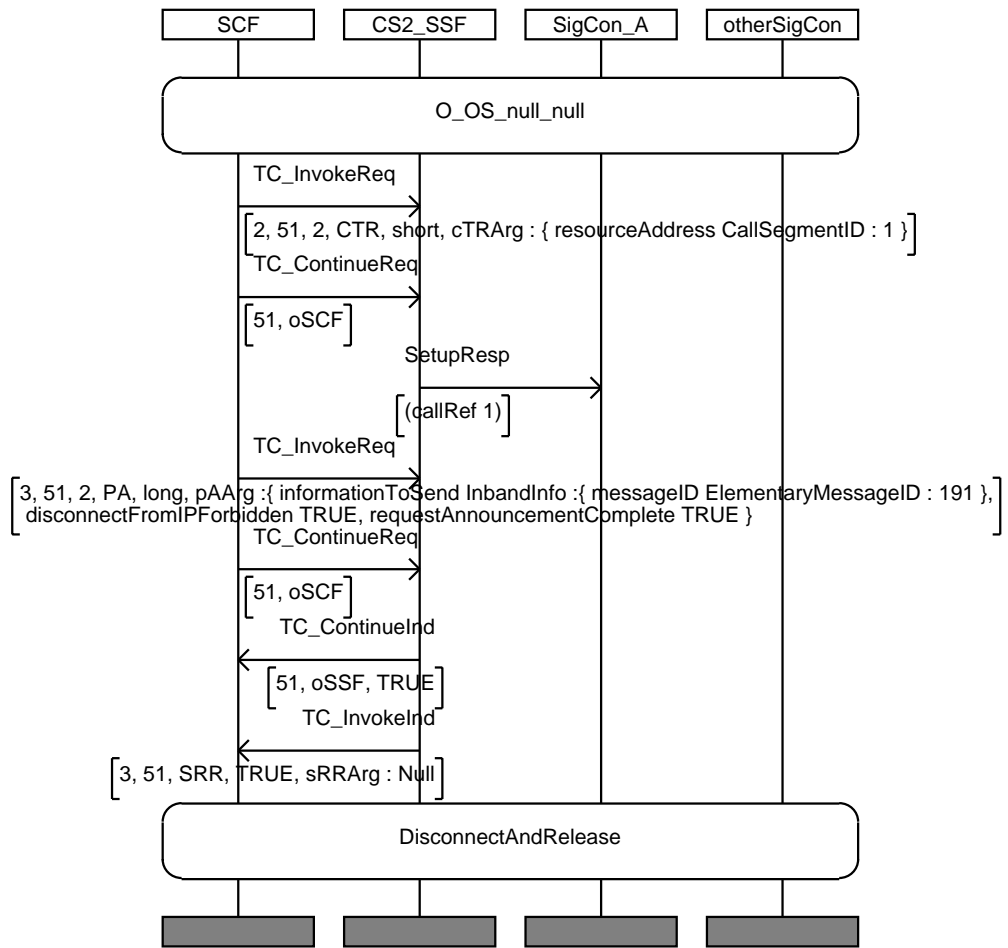 SCF
CS2_SSF
SigCon_A
otherSigCon
O_OS_null_null
TC_InvokeReq
2, 51, 2, CTR, short, cTRArg : { resourceAddress CallSegmentID : 1 }
TC_ContinueReq
51, oSCF
SetupResp
(callRef 1)
TC_InvokeReq
3, 51, 2, PA, long, pAArg :{ informationToSend InbandInfo :{ messageID ElementaryMessageID : 191 },
disconnectFromIPForbidden TRUE, requestAnnouncementComplete TRUE }
TC_ContinueReq
51, oSCF
TC_ContinueInd
51, oSSF, TRUE
TC_InvokeInd
3, 51, SRR, TRUE, sRRArg : Null
DisconnectAndRelease